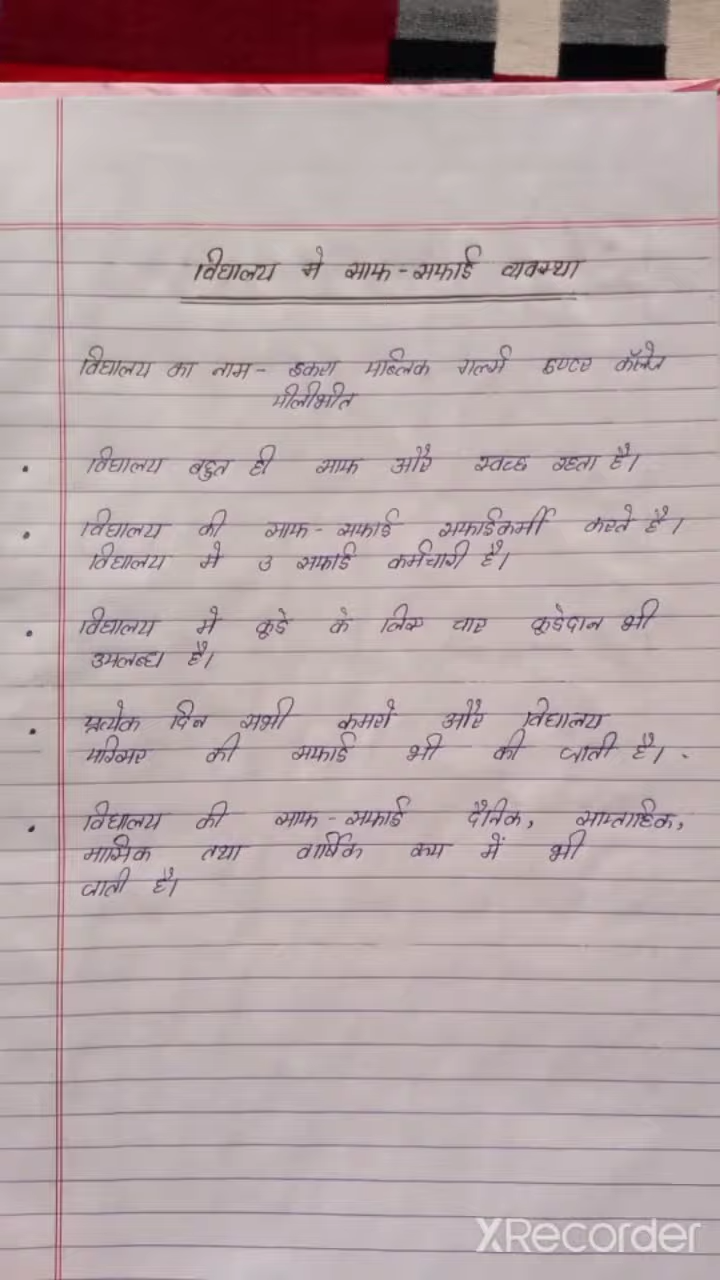 विद्यालय मे साफ-सफाई व्यवस्था
विद्यालय का नाम- इकरा पब्लिक गर्ल्स इण्टर कॉलेज
पीलीभीत
• विद्यालय बहुत ही साफ और स्वच्छ रहता है।
• विद्यालय की साफ-सफाई सफाईकर्मी करते है।
विद्यालय मे 3 सफाई कर्मचारी है।
• विद्यालय मे कूडे के लिए चार कूडेदान भी
उपलब्ध है।
• प्रत्येक दिन सभी कमरो और विद्यालय
परिसर की सफाई भी की जाती है।
• विद्यालय की साफ-सफाई दैनिक, साप्ताहिक,
मासिक तथा वार्षिक रूप में भी
जाती है।
XRecorder